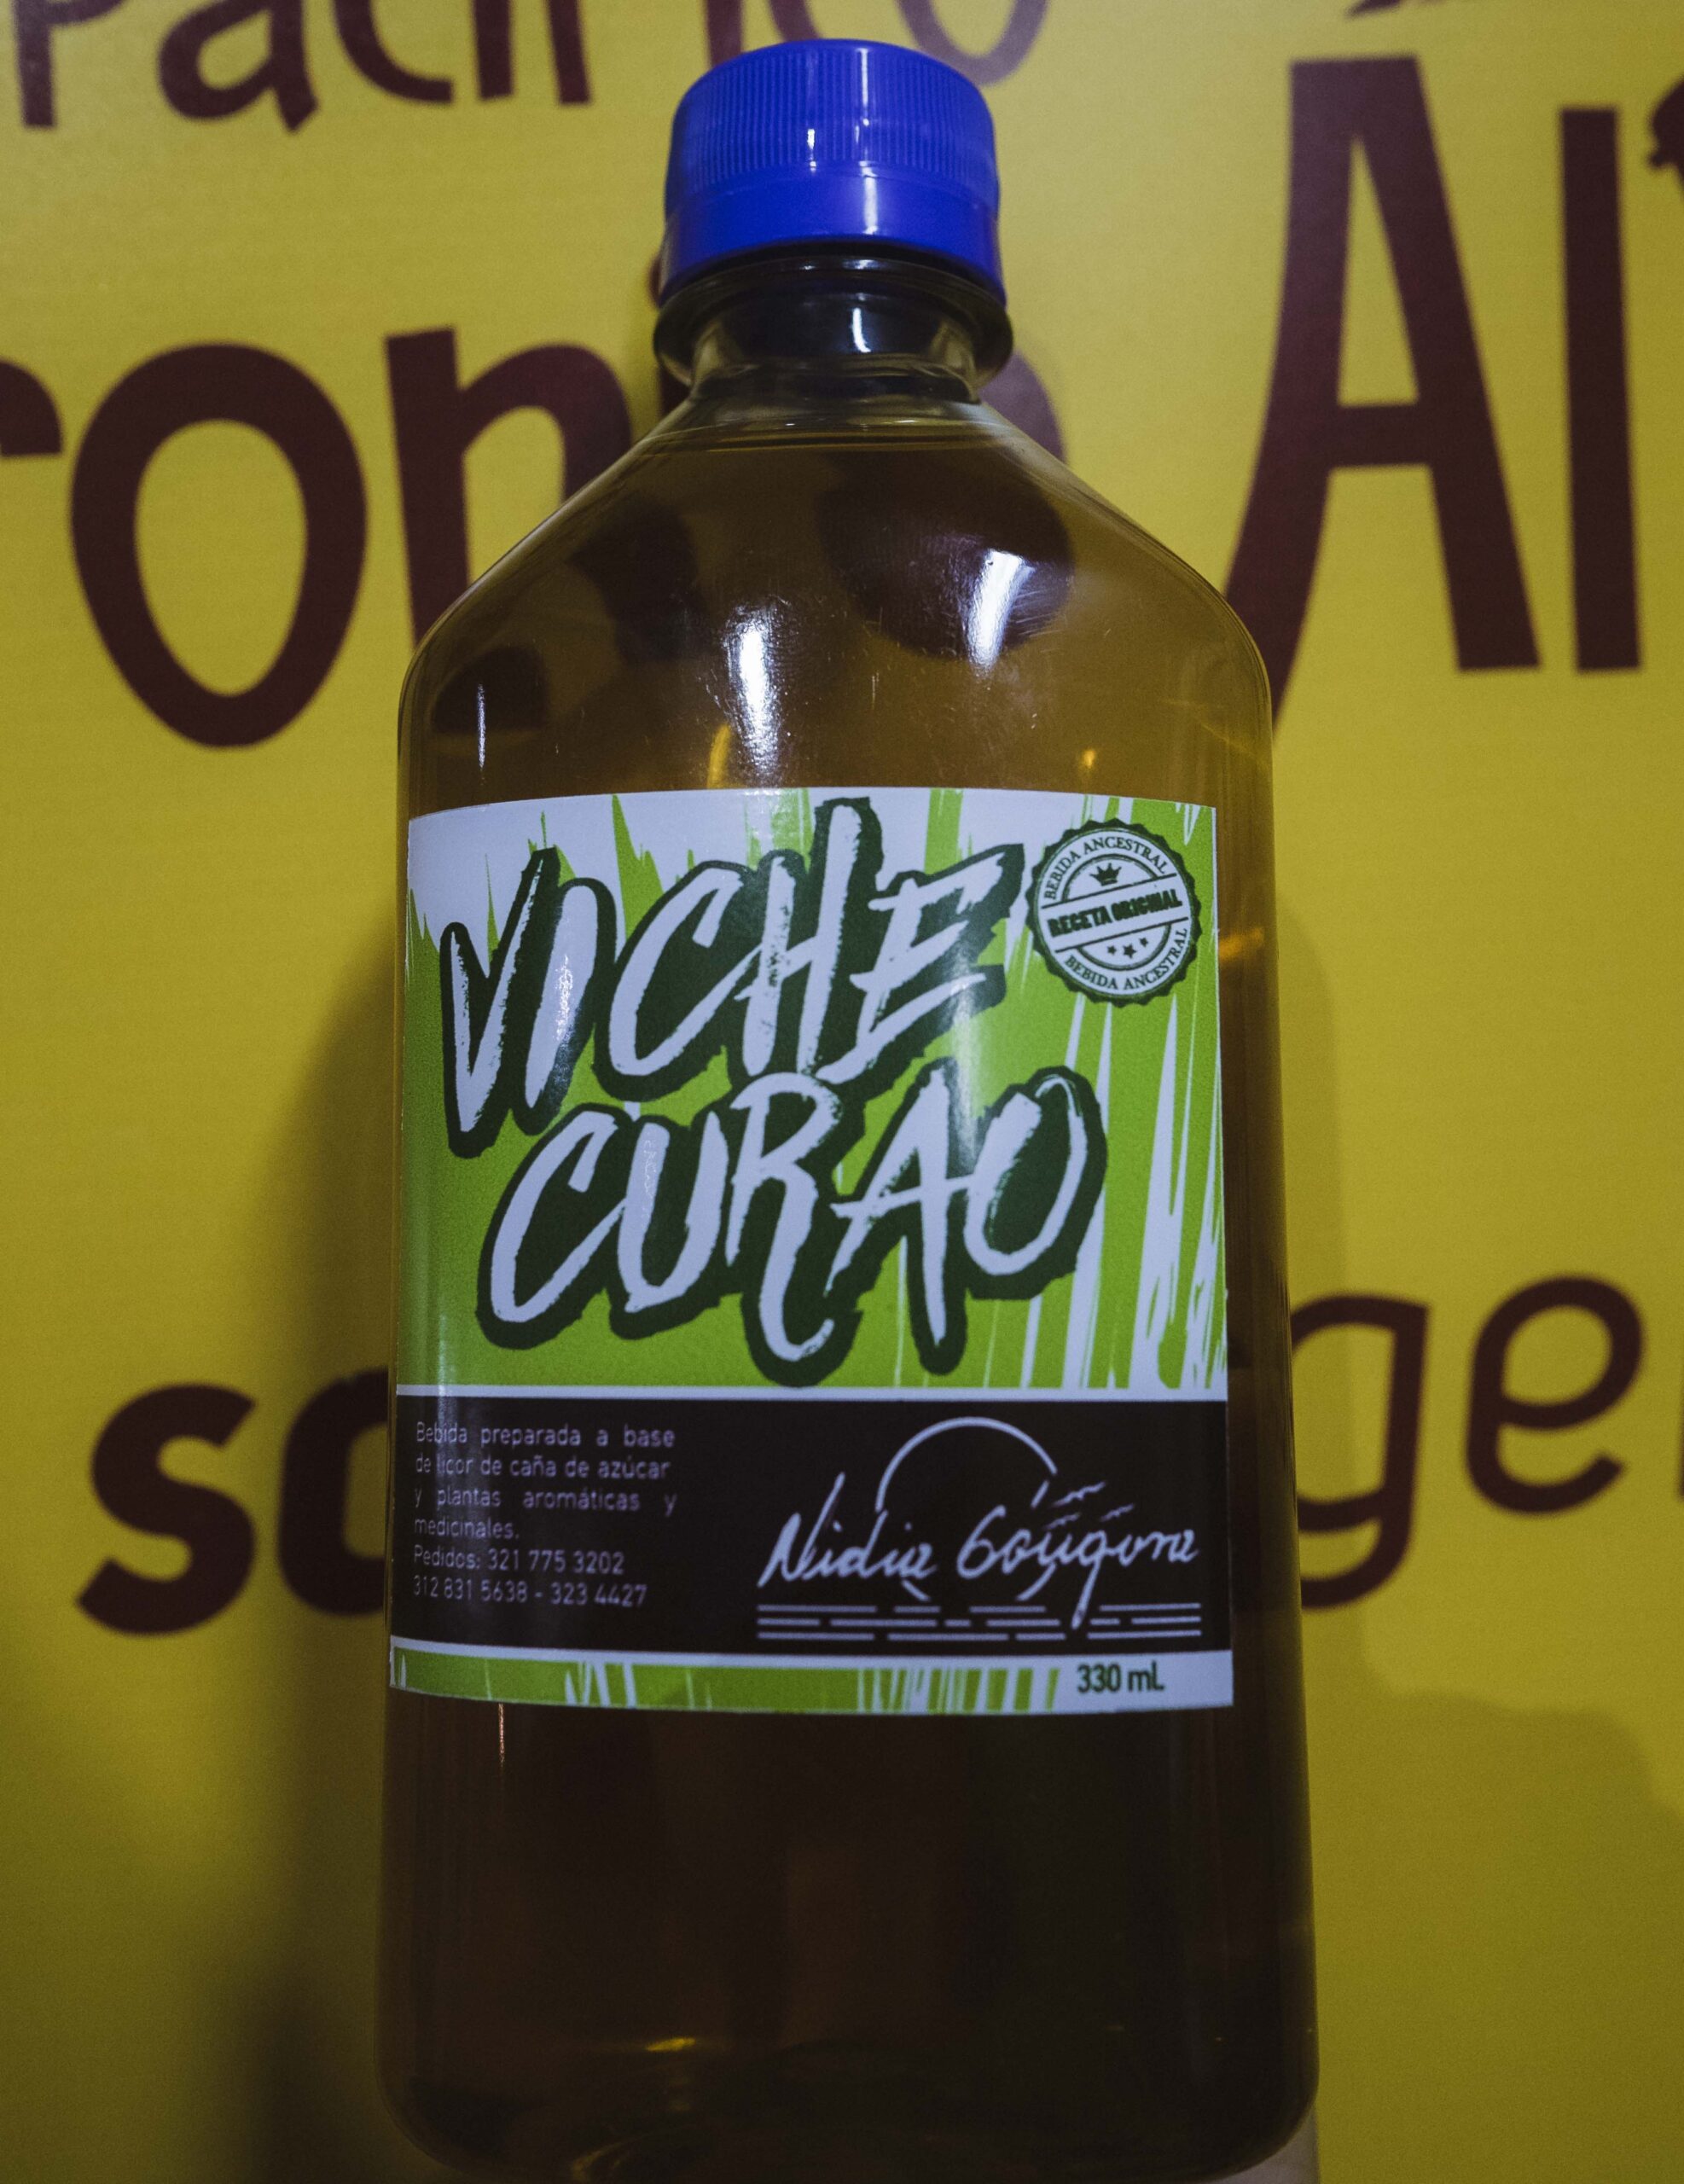 Pacífico
VICHE
CURAO
BEBIDA ANCESTRAL
RECETA ORIGINAL
BEBIDA ANCESTRAL
Bebida preparada a base
de licor de caña de azúcar
y plantas aromáticas y
medicinales.
Pedidos: 321 775 3202
312 831 5638 - 323 4427
Nidia Góngora
330 mL